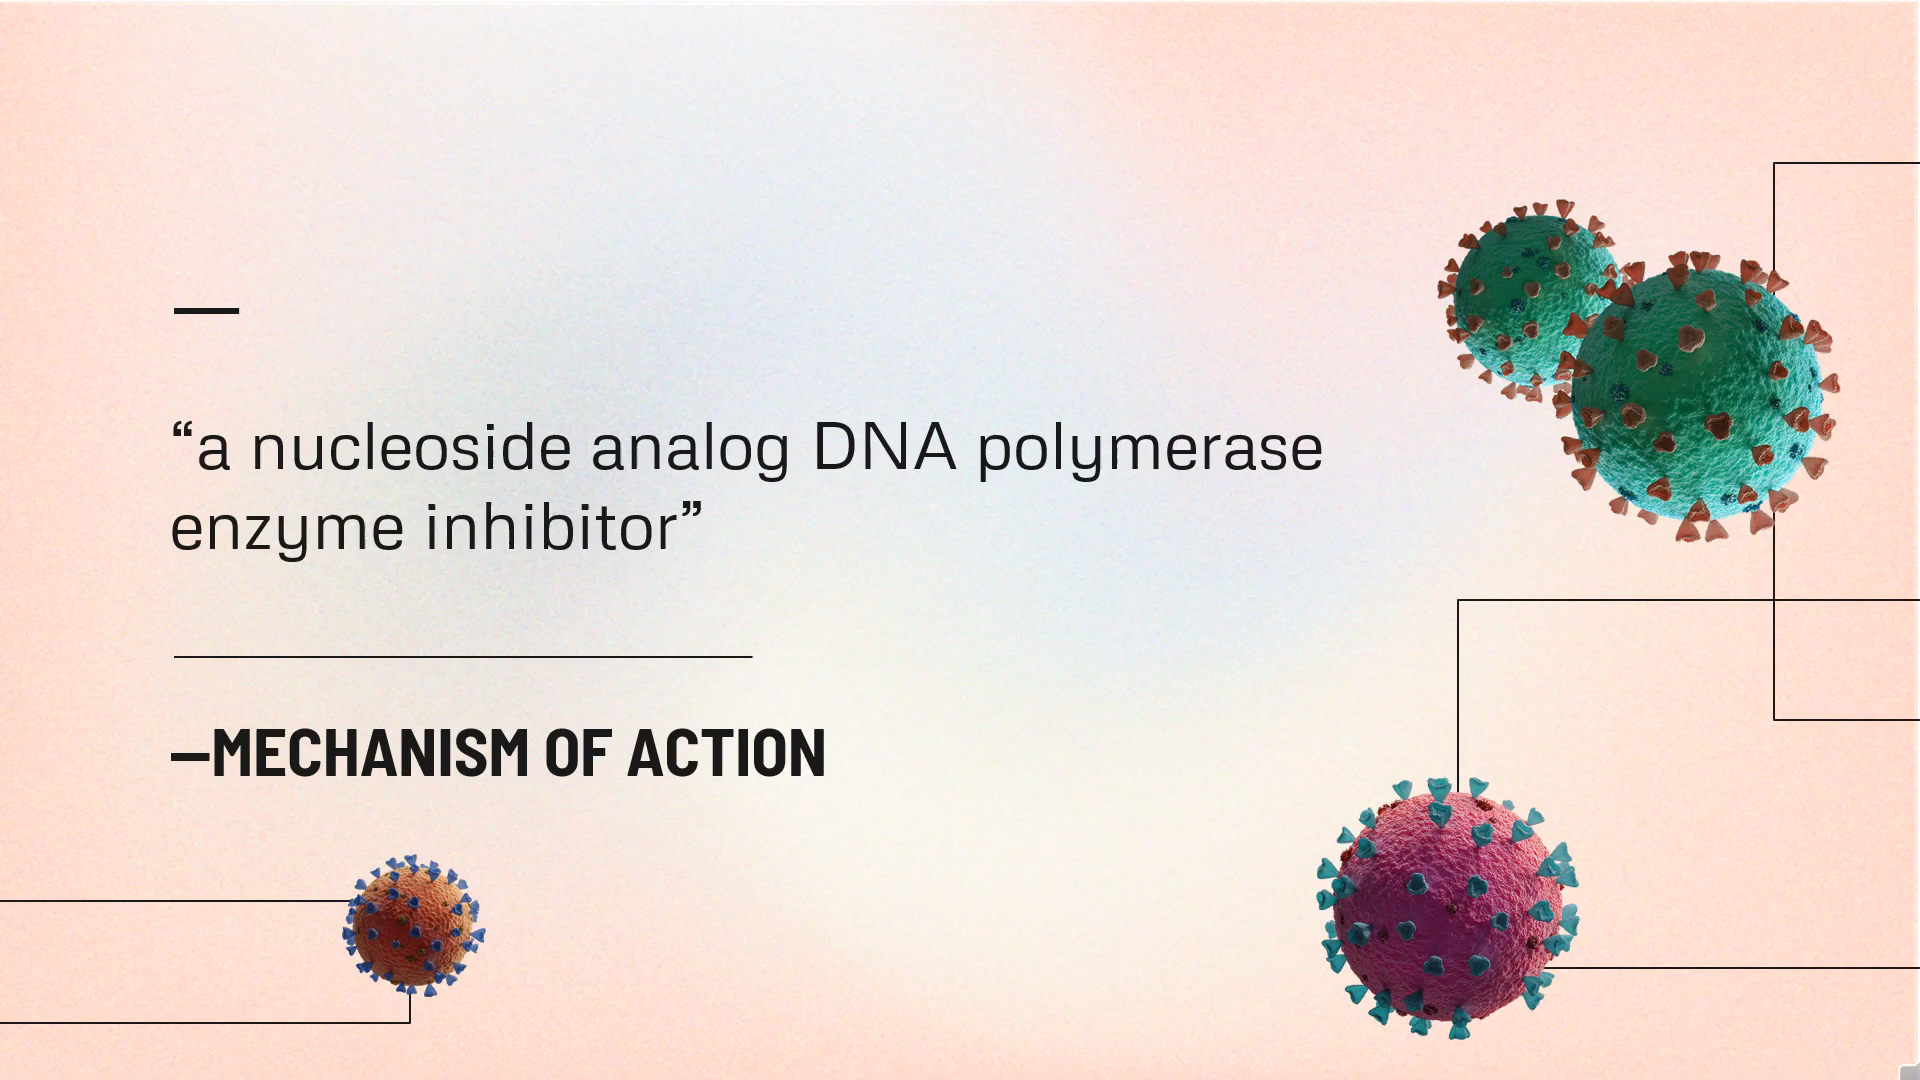 “a nucleoside analog DNA polymerase
enzyme inhibitor”
—MECHANISM OF ACTION